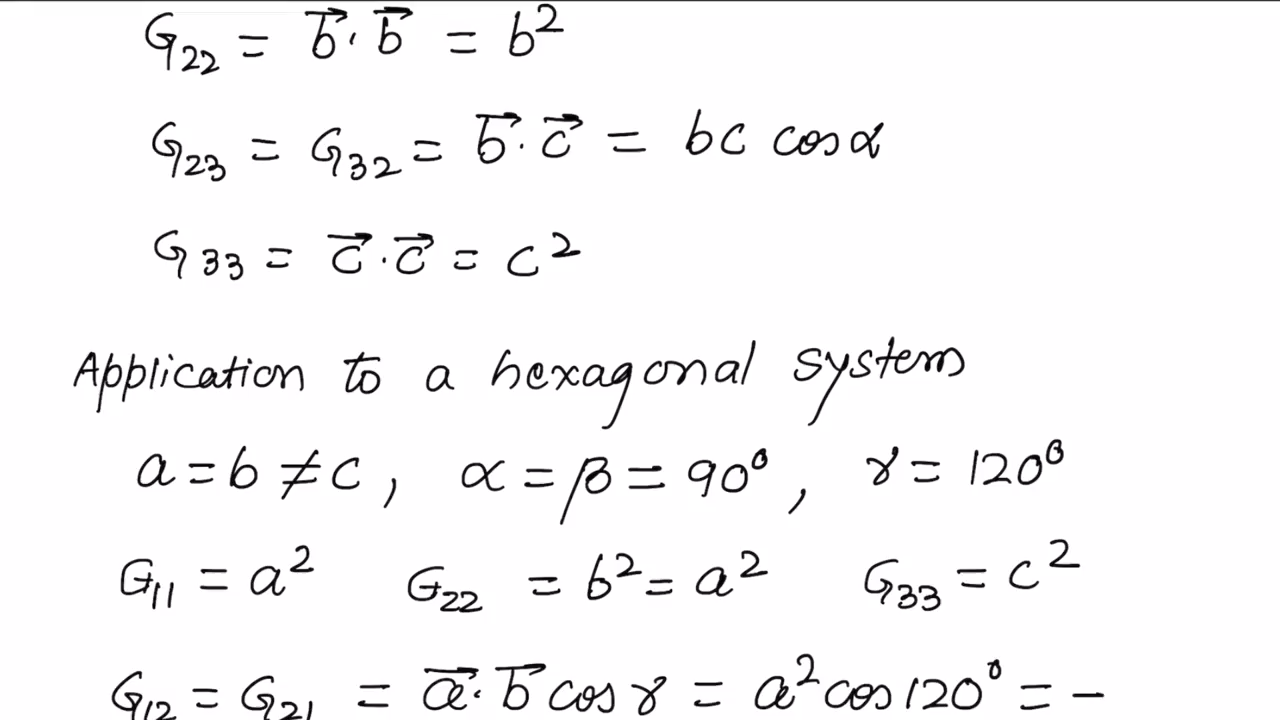 G₂₂ = b⃗ · b⃗ = b²
G₂₃ = G₃₂ = b⃗ · c⃗ = bc cosα
G₃₃ = c⃗ · c⃗ = c²
Application to a hexagonal system
a = b ≠ c, α = β = 90°, γ = 120°
G₁₁ = a² G₂₂ = b² = a² G₃₃ = c²
G₁₂ = G₂₁ = a⃗ · b⃗ cos γ = a² cos 120° = −